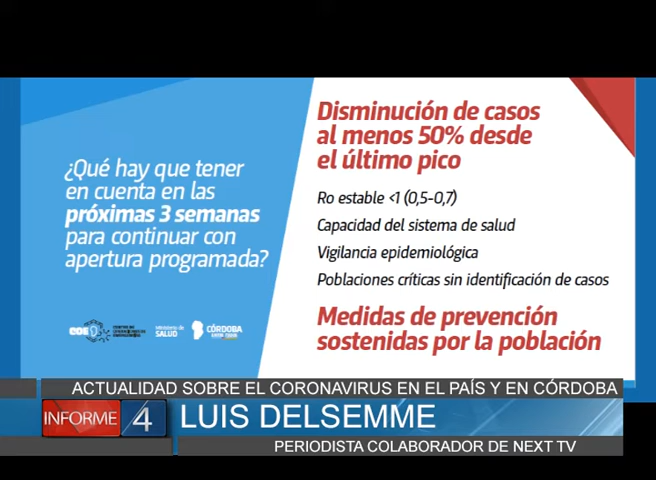 ¿Qué hay que tener
en cuenta en las
próximas 3 semanas
para continuar con
apertura programada?
Disminución de casos
al menos 50% desde
el último pico
Ro estable <1 (0,5-0,7)
Capacidad del sistema de salud
Vigilancia epidemiológica
Poblaciones críticas sin identificación de casos
Medidas de prevención
sostenidas por la población
COE
SALUD
CÓRDOBA
ACTUALIDAD SOBRE EL CORONAVIRUS EN EL PAÍS Y EN CÓRDOBA
INFORME 4
LUIS DELSEMME
PERIODISTA COLABORADOR DE NEXT TV